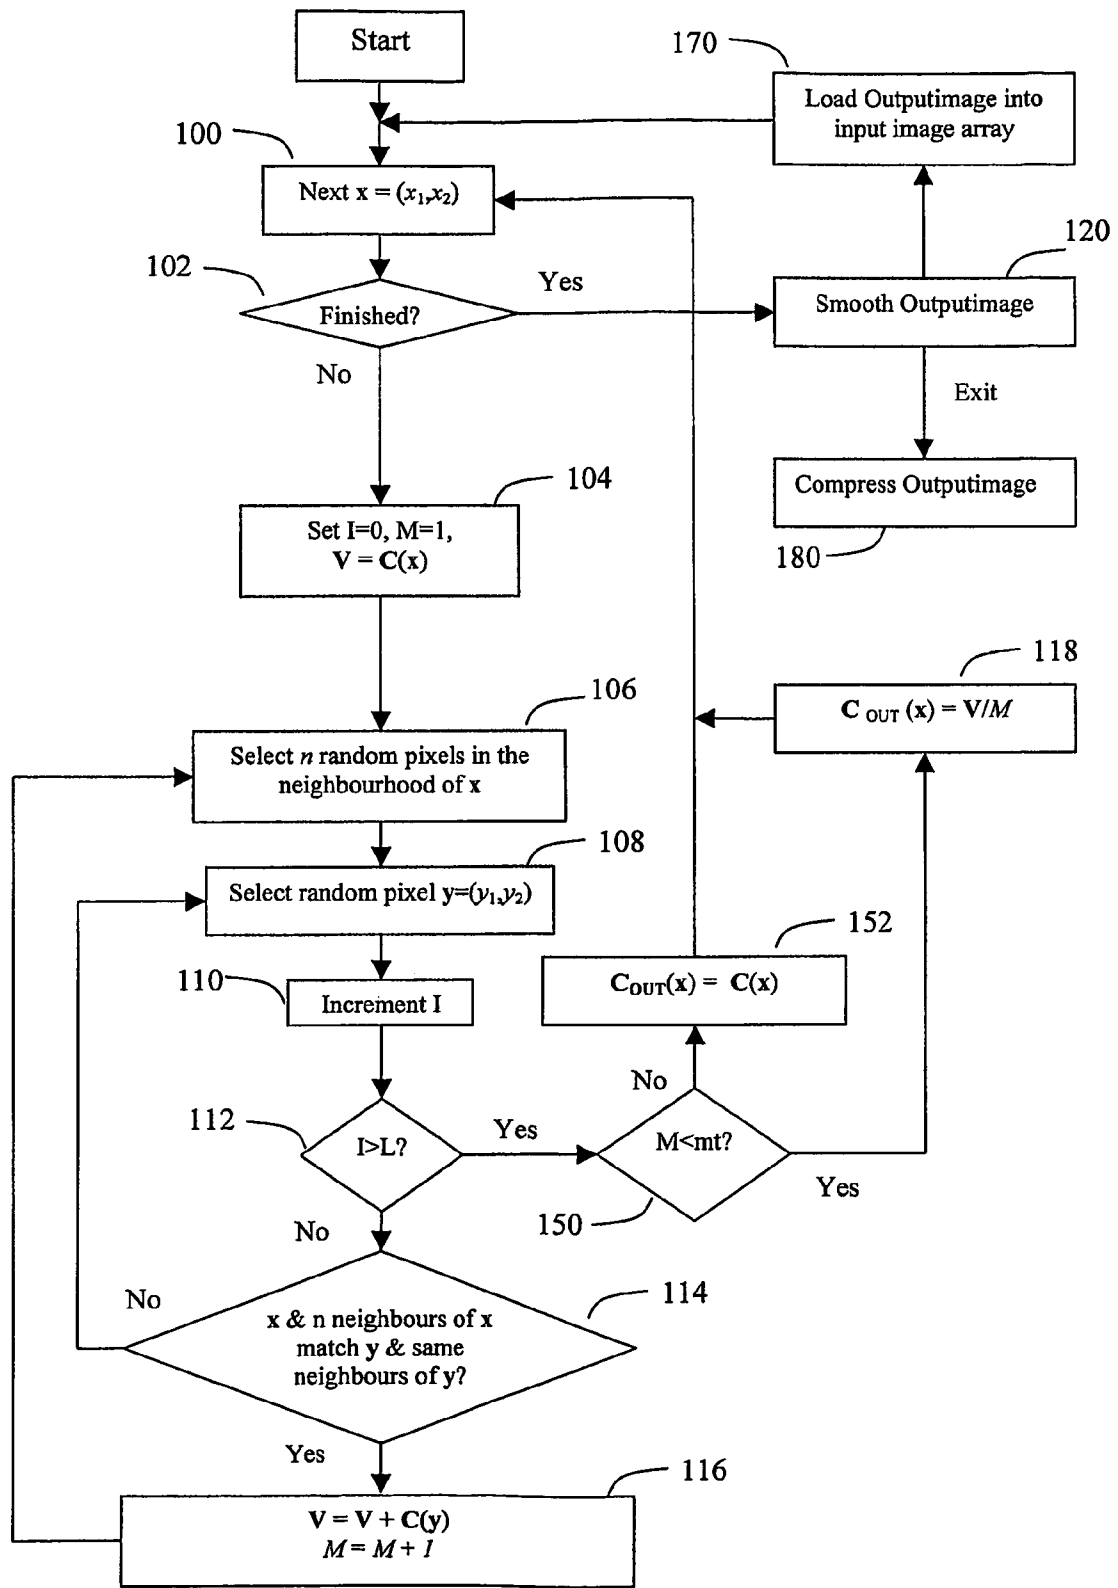 Start
170
Load Outputimage into
input image array
100
Next x = (x₁,x₂)
120
102
Finished?
Yes
Smooth Outputimage
No
Exit
104
Set I=0, M=1,
V = C(x)
Compress Outputimage
180
118
C OUT (x) = V/M
106
Select n random pixels in the
neighbourhood of x
108
Select random pixel y=(y₁,y₂)
152
C_OUT(x) = C(x)
110
Increment I
112
I>L?
Yes
No
M<mt?
Yes
150
No
No
114
x & n neighbours of x
match y & same
neighbours of y?
Yes
116
V = V + C(y)
M = M + 1